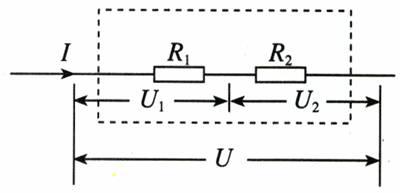 I R₁ R₂
U₁ U₂
U